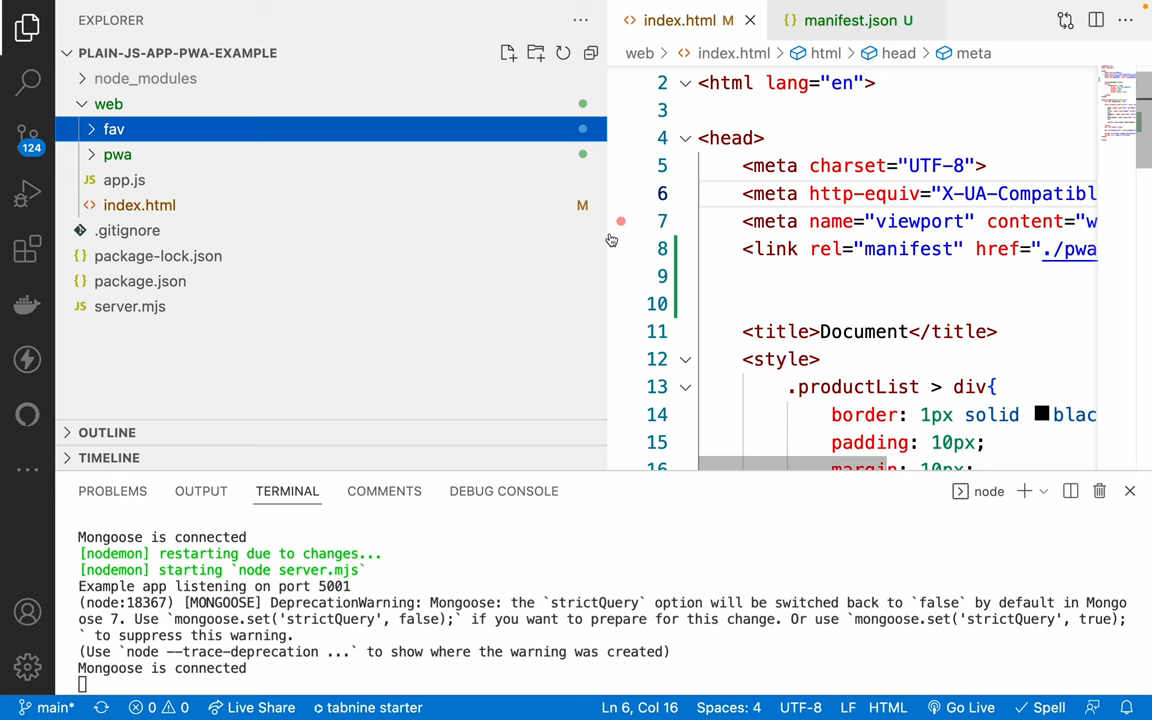 EXPLORER
PLAIN-JS-APP-PWA-EXAMPLE
node_modules
web
fav
pwa
JS app.js
<> index.html M
.gitignore
{} package-lock.json
{} package.json
JS server.mjs
OUTLINE
TIMELINE
<> index.html M
{} manifest.json U
web > <> index.html > html > head > meta
2 <html lang="en">
3
4 <head>
5 <meta charset="UTF-8">
6 <meta http-equiv="X-UA-Compatibl
7 <meta name="viewport" content="w
8 <link rel="manifest" href="./pwa
9
10
11 <title>Document</title>
12 <style>
13 .productList > div{
14 border: 1px solid blac
15 padding: 10px;
16 margin: 10px;
124
PROBLEMS OUTPUT TERMINAL COMMENTS DEBUG CONSOLE node
Mongoose is connected
[nodemon] restarting due to changes...
[nodemon] starting `node server.mjs`
Example app listening on port 5001
(node:18367) [MONGOOSE] DeprecationWarning: Mongoose: the `strictQuery` option will be switched back to `false` by default in Mongo
ose 7. Use `mongoose.set('strictQuery', false);` if you want to prepare for this change. Or use `mongoose.set('strictQuery', true);
` to suppress this warning.
(Use `node --trace-deprecation ...` to show where the warning was created)
Mongoose is connected
main* 0 0 Live Share tabnine starter Ln 6, Col 16 Spaces: 4 UTF-8 LF HTML Go Live Spell